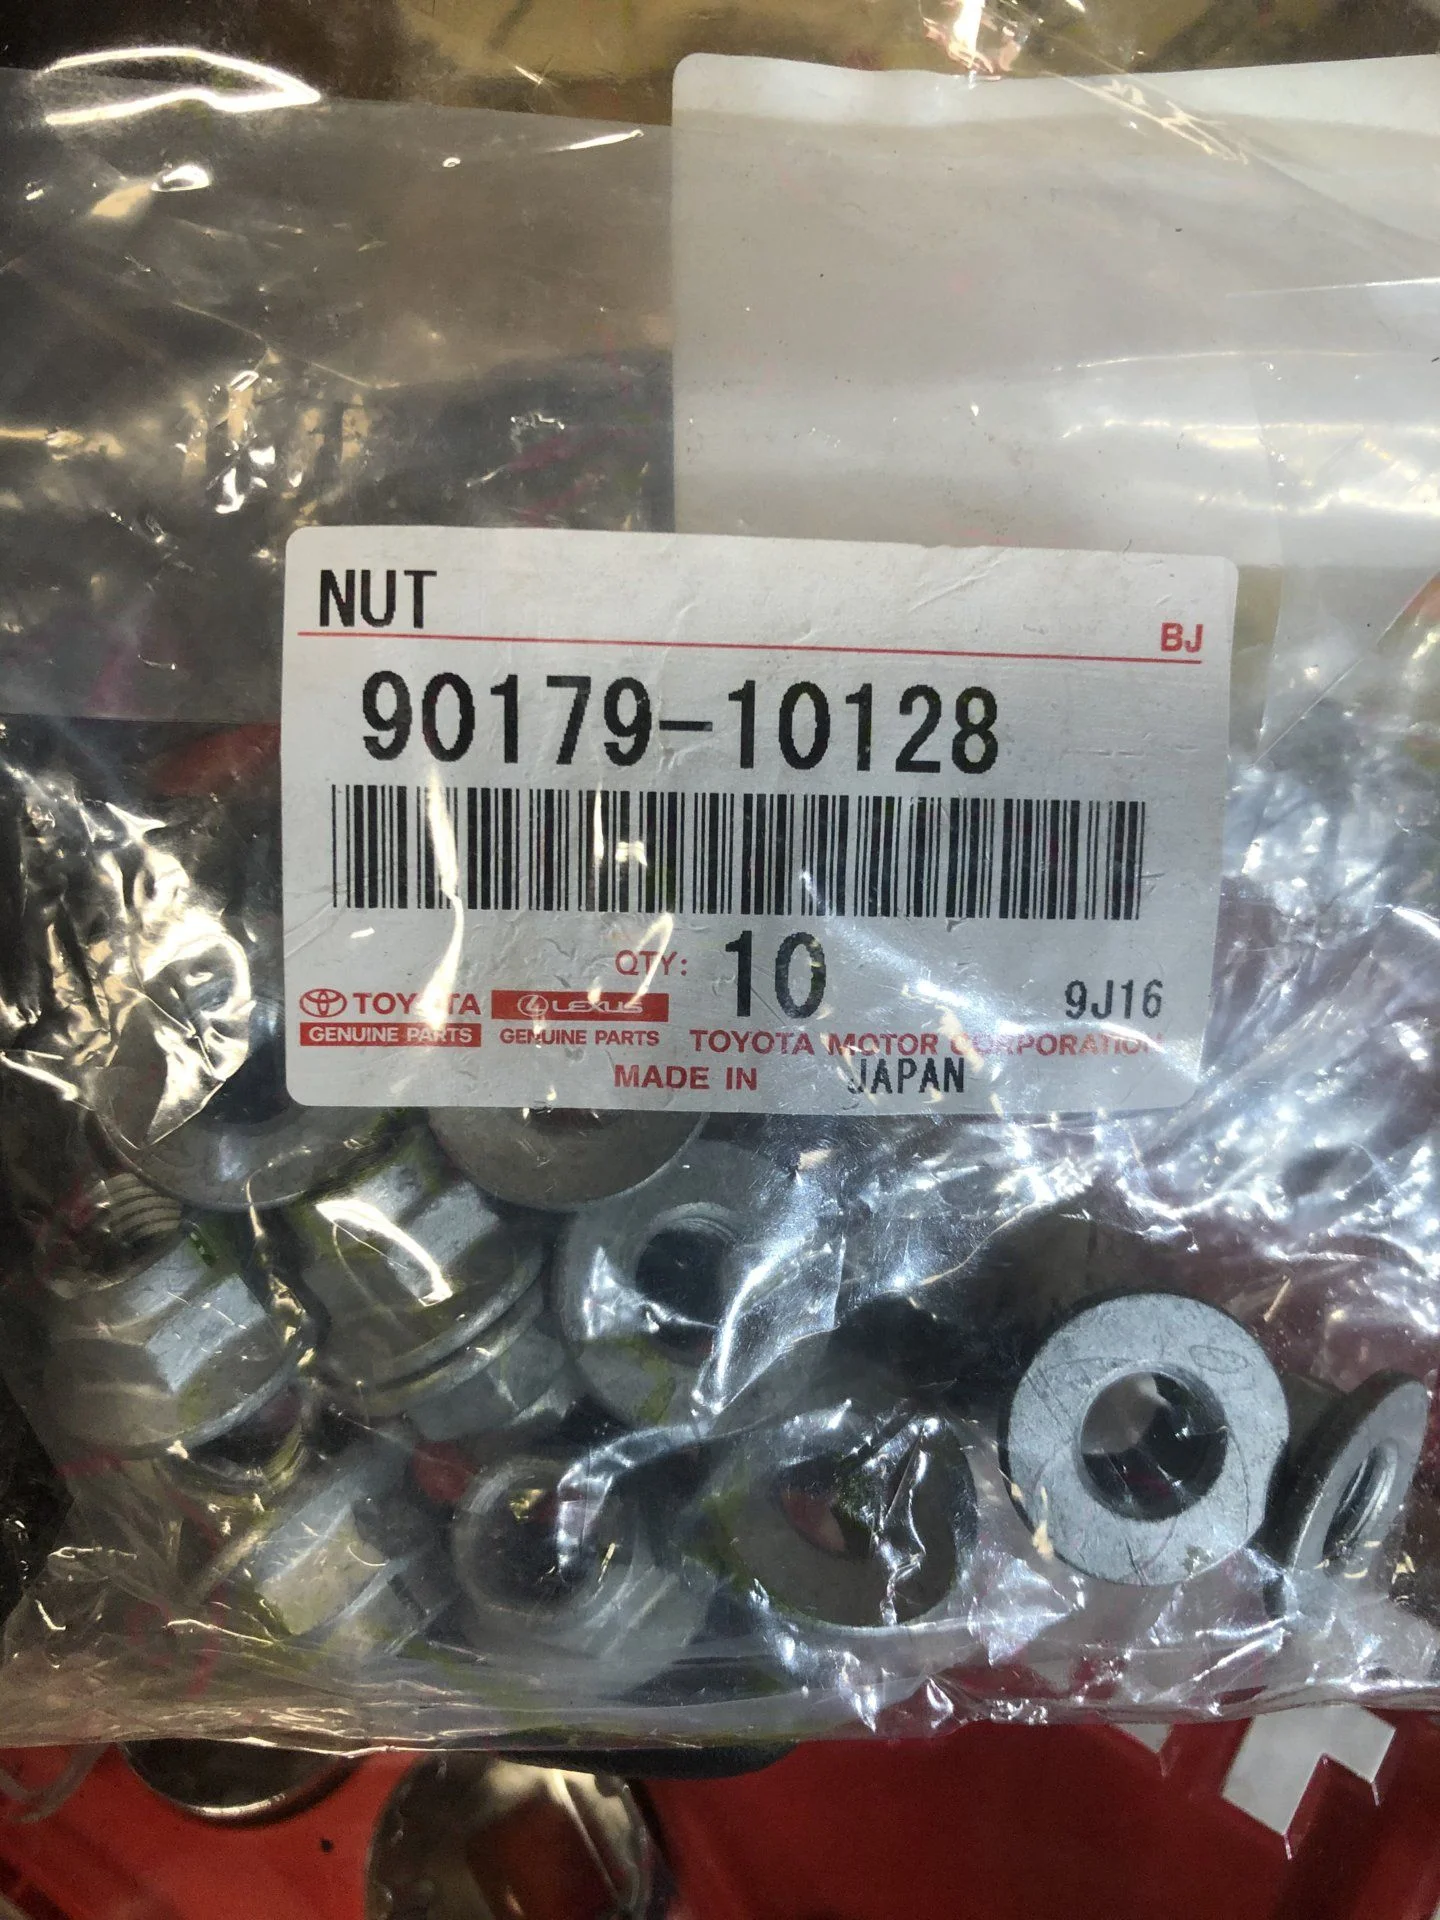 NUT
BJ
90179-10128
QTY: 10
9J16
TOYOTA LEXUS
GENUINE PARTS GENUINE PARTS TOYOTA MOTOR CORPORATION
MADE IN JAPAN